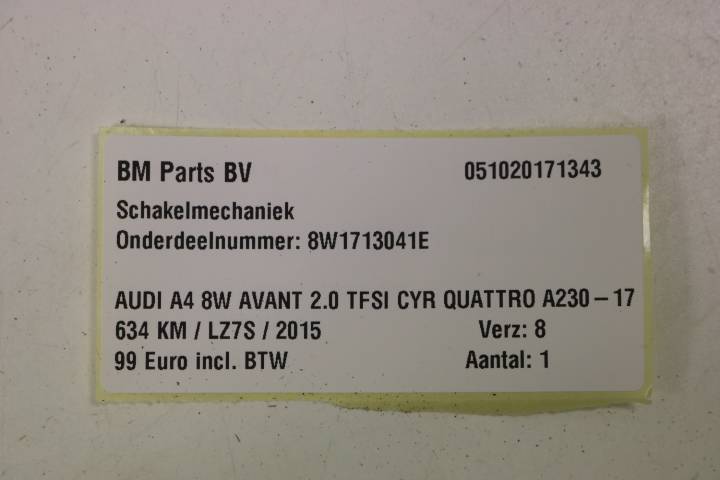 BM Parts BV 051020171343
Schakelmechaniek
Onderdeelnummer: 8W1713041E
AUDI A4 8W AVANT 2.0 TFSI CYR QUATTRO A230 – 17
634 KM / LZ7S / 2015 Verz: 8
99 Euro incl. BTW Aantal: 1